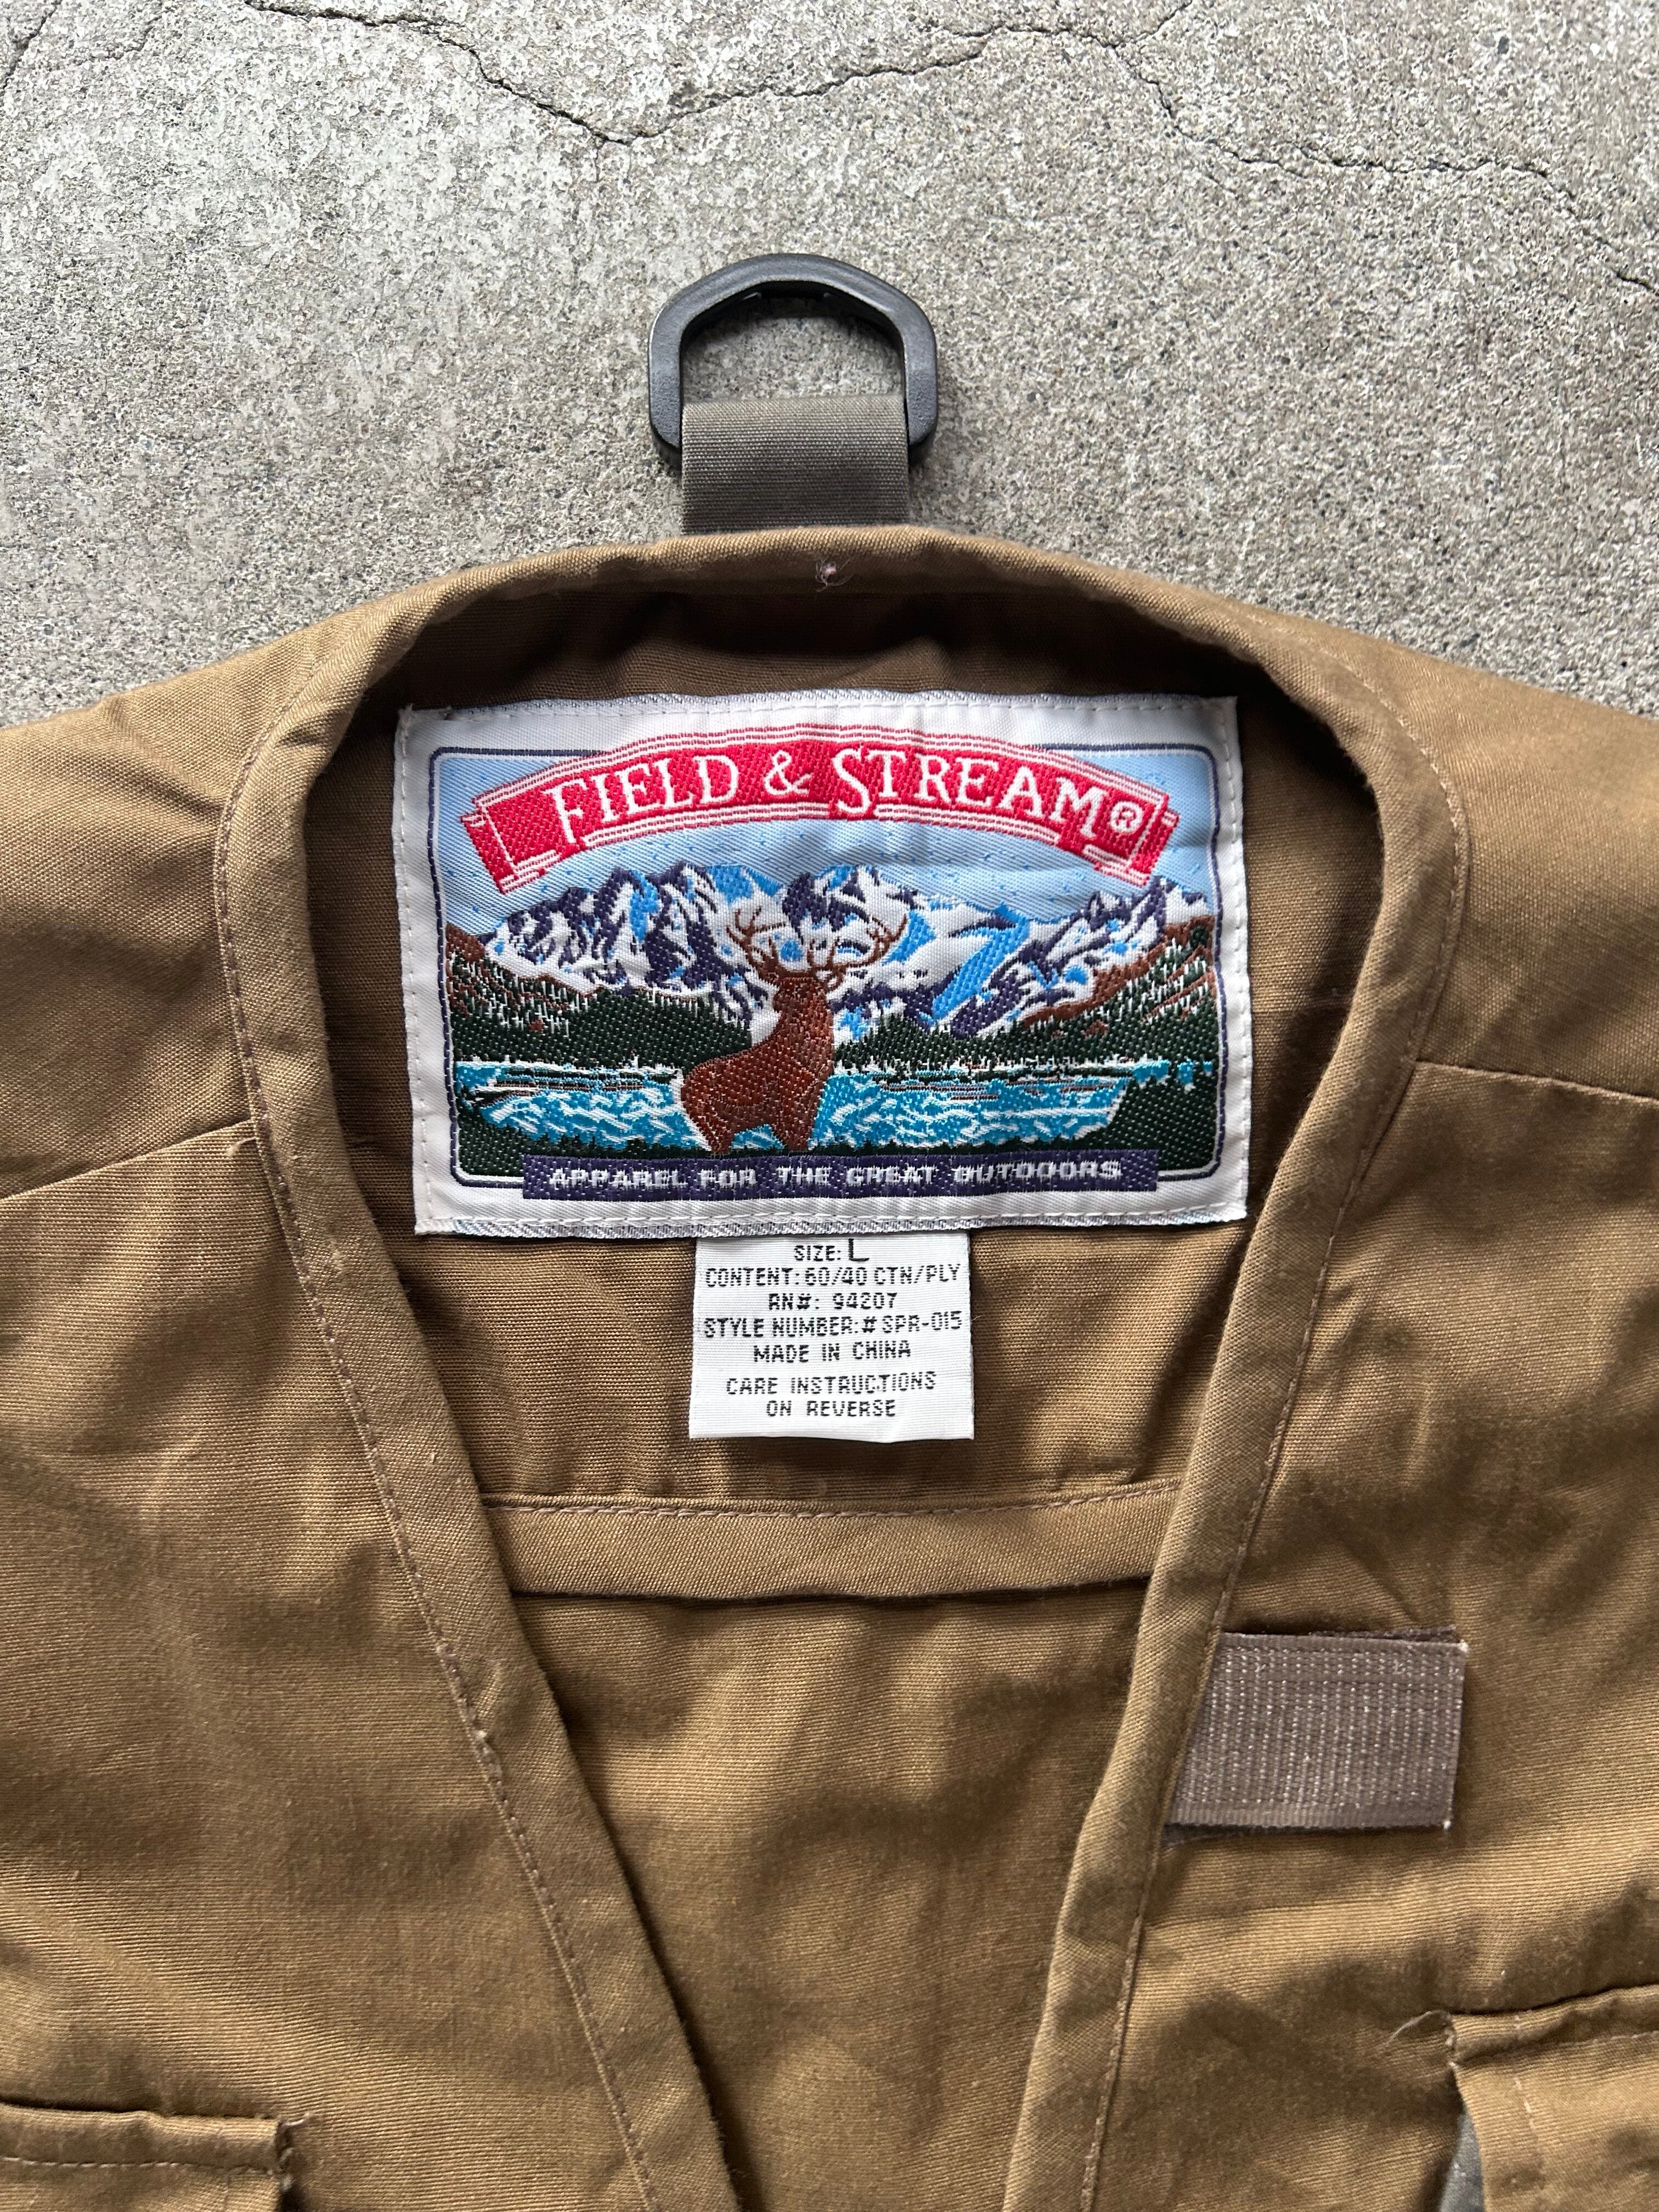 FIELD & STREAM®
APPAREL FOR THE GREAT OUTDOORS
SIZE: L
CONTENT: 60/40 CTN/PLY
RN#: 94207
STYLE NUMBER: # SPR-015
MADE IN CHINA
CARE INSTRUCTIONS
ON REVERSE